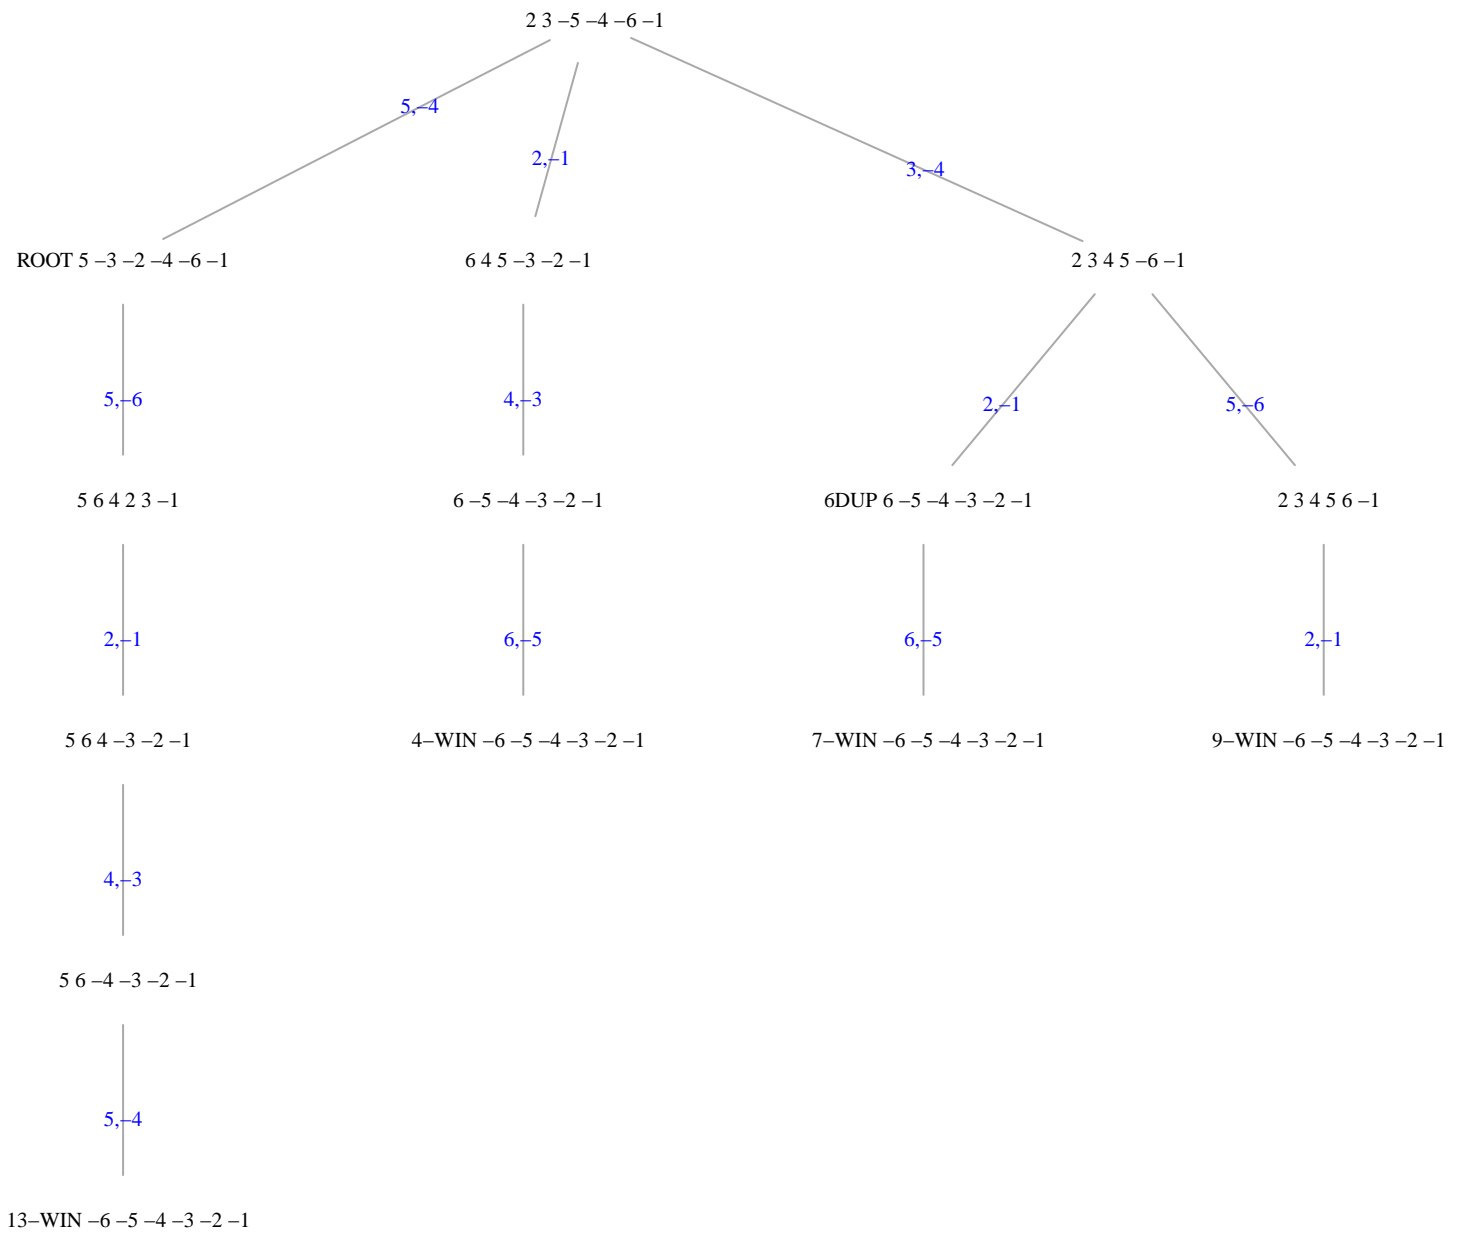 2 3 –5 –4 –6 –1
5,–4
2,–1
3,–4
ROOT 5 –3 –2 –4 –6 –1
6 4 5 –3 –2 –1
2 3 4 5 –6 –1
5,–6
4,–3
2,–1
5,–6
5 6 4 2 3 –1
6 –5 –4 –3 –2 –1
6DUP 6 –5 –4 –3 –2 –1
2 3 4 5 6 –1
2,–1
6,–5
6,–5
2,–1
5 6 4 –3 –2 –1
4–WIN –6 –5 –4 –3 –2 –1
7–WIN –6 –5 –4 –3 –2 –1
9–WIN –6 –5 –4 –3 –2 –1
4,–3
5 6 –4 –3 –2 –1
5,–4
13–WIN –6 –5 –4 –3 –2 –1